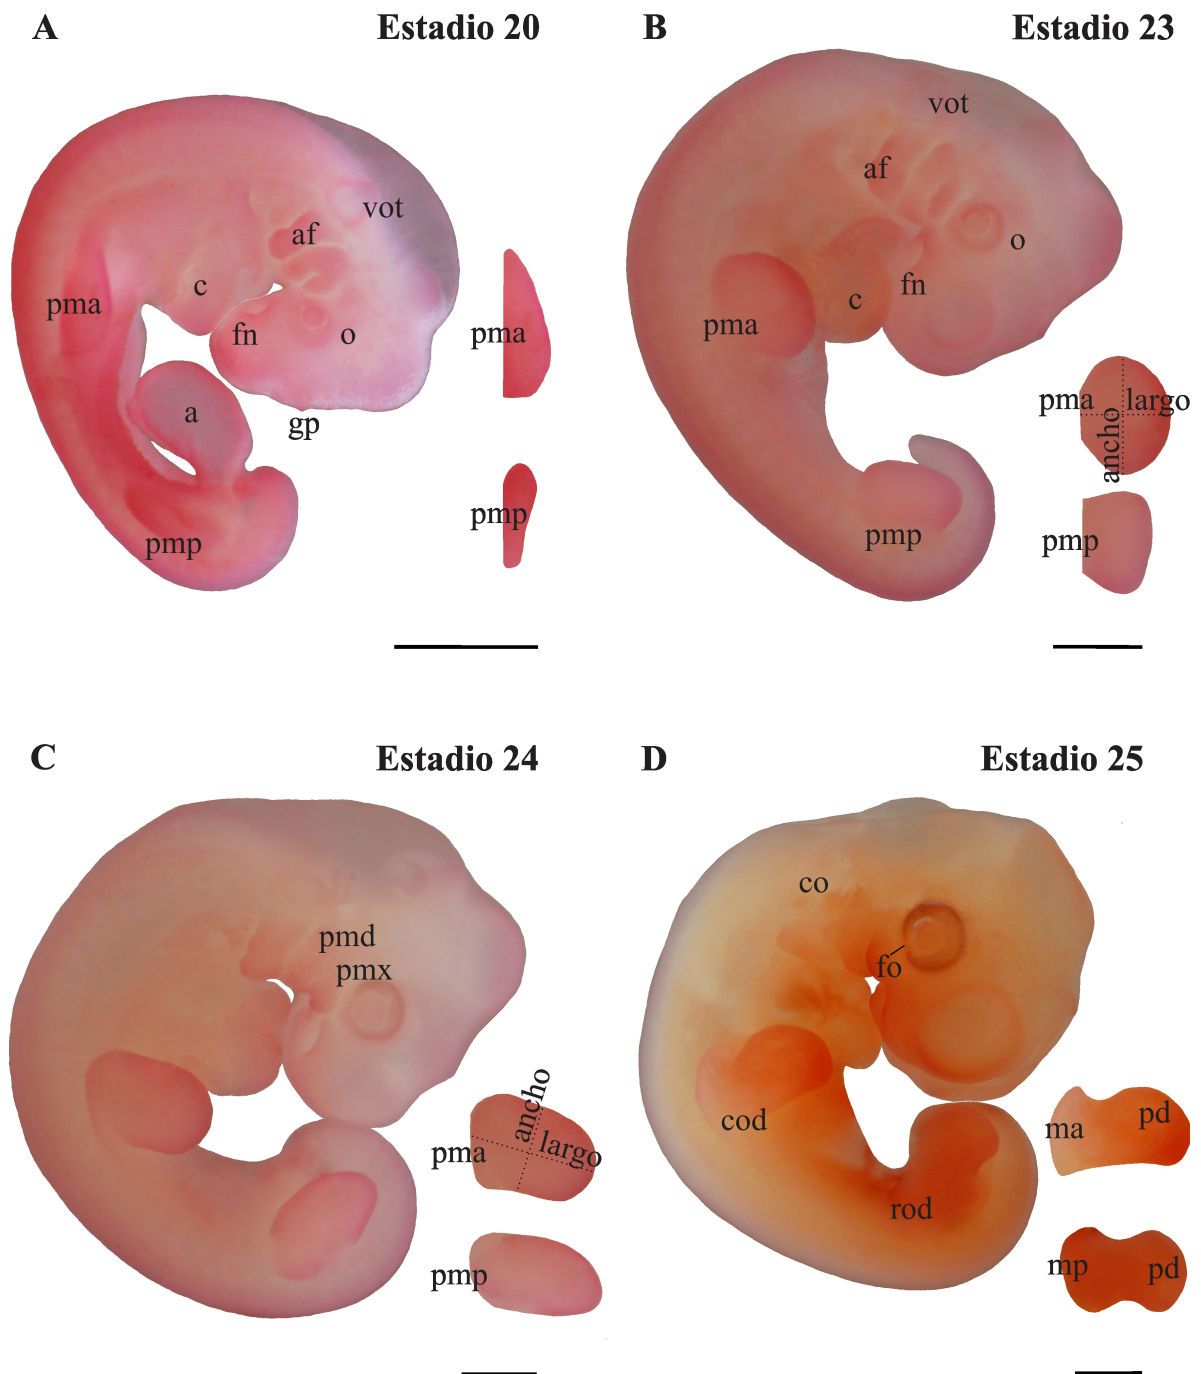 A Estadio 20
vot
af
c
pma
fn
o
pma
a
gp
pmp
pmp
B Estadio 23
vot
af
o
fn
c
pma
pma largo
ancho
pmp
pmp
C Estadio 24
pmd
pmx
ancho
largo
pma
pmp
D Estadio 25
co
fo
cod
rod
ma pd
mp pd